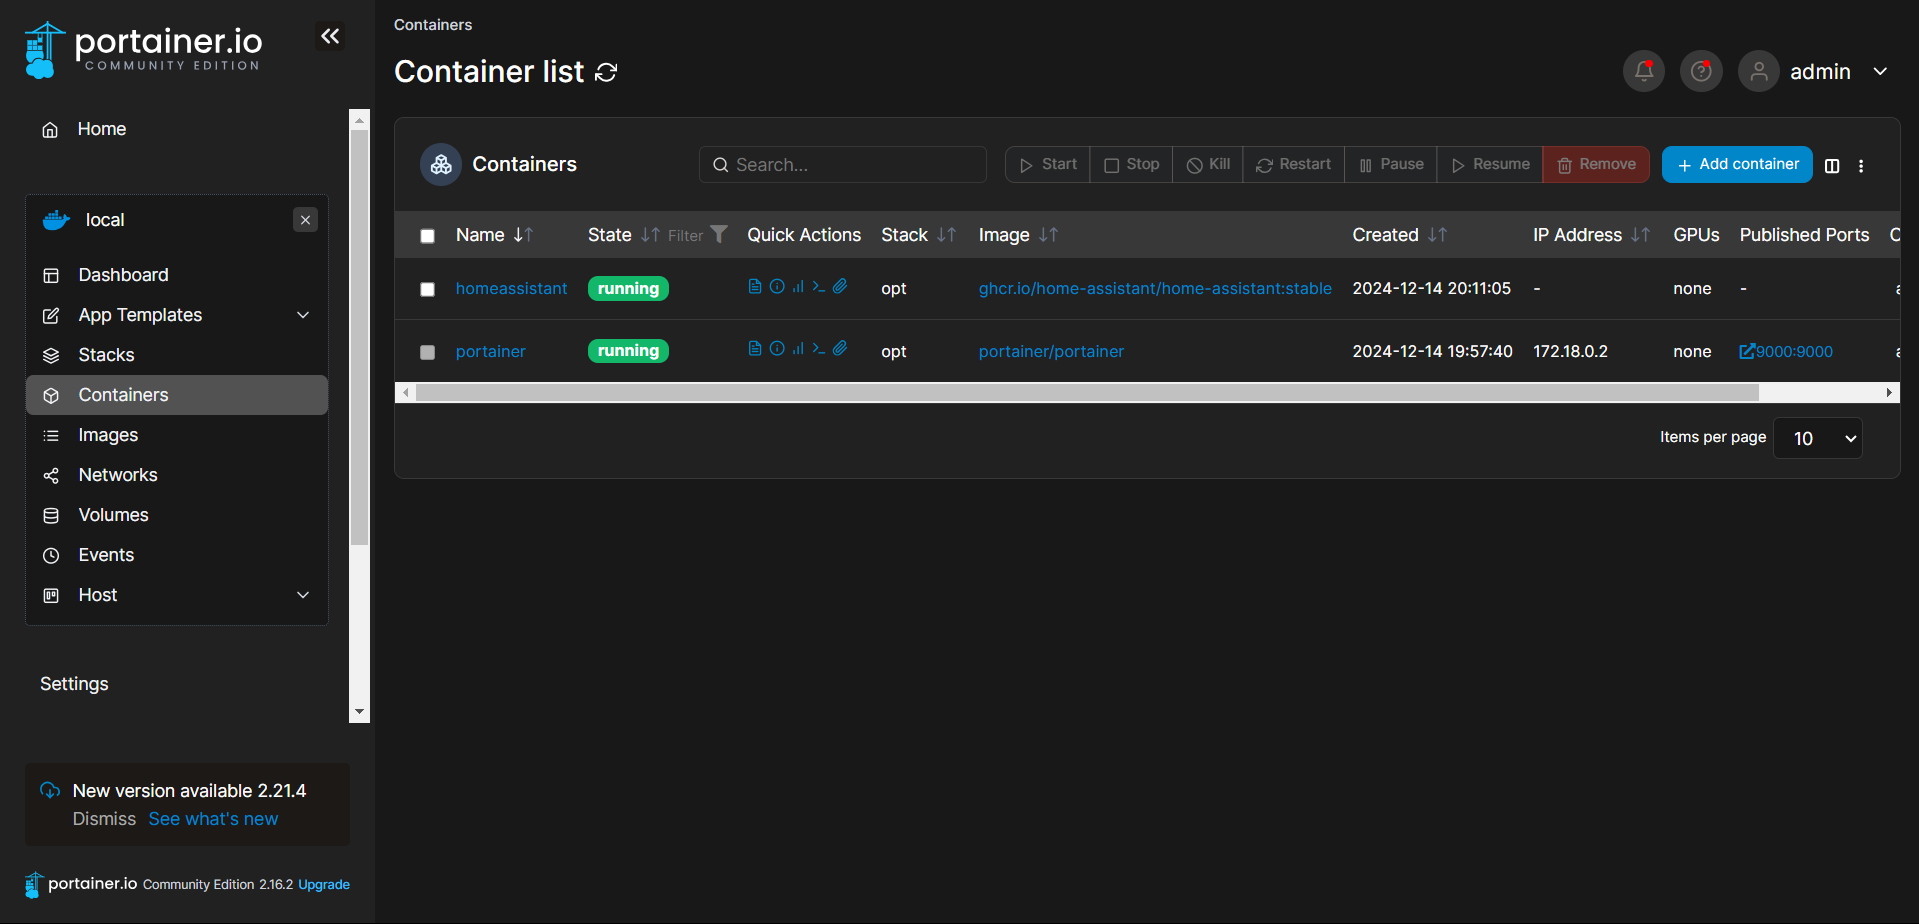 portainer.io
COMMUNITY EDITION
Home
local
Dashboard
App Templates
Stacks
Containers
Images
Networks
Volumes
Events
Host
Settings
New version available 2.21.4
Dismiss See what's new
portainer.io Community Edition 2.16.2 Upgrade
Containers
Container list
admin
Containers Search... Start Stop Kill Restart Pause Resume Remove + Add container
Name State Filter Quick Actions Stack Image Created IP Address GPUs Published Ports
homeassistant running opt ghcr.io/home-assistant/home-assistant:stable 2024-12-14 20:11:05 - none -
portainer running opt portainer/portainer 2024-12-14 19:57:40 172.18.0.2 none 9000:9000
Items per page 10